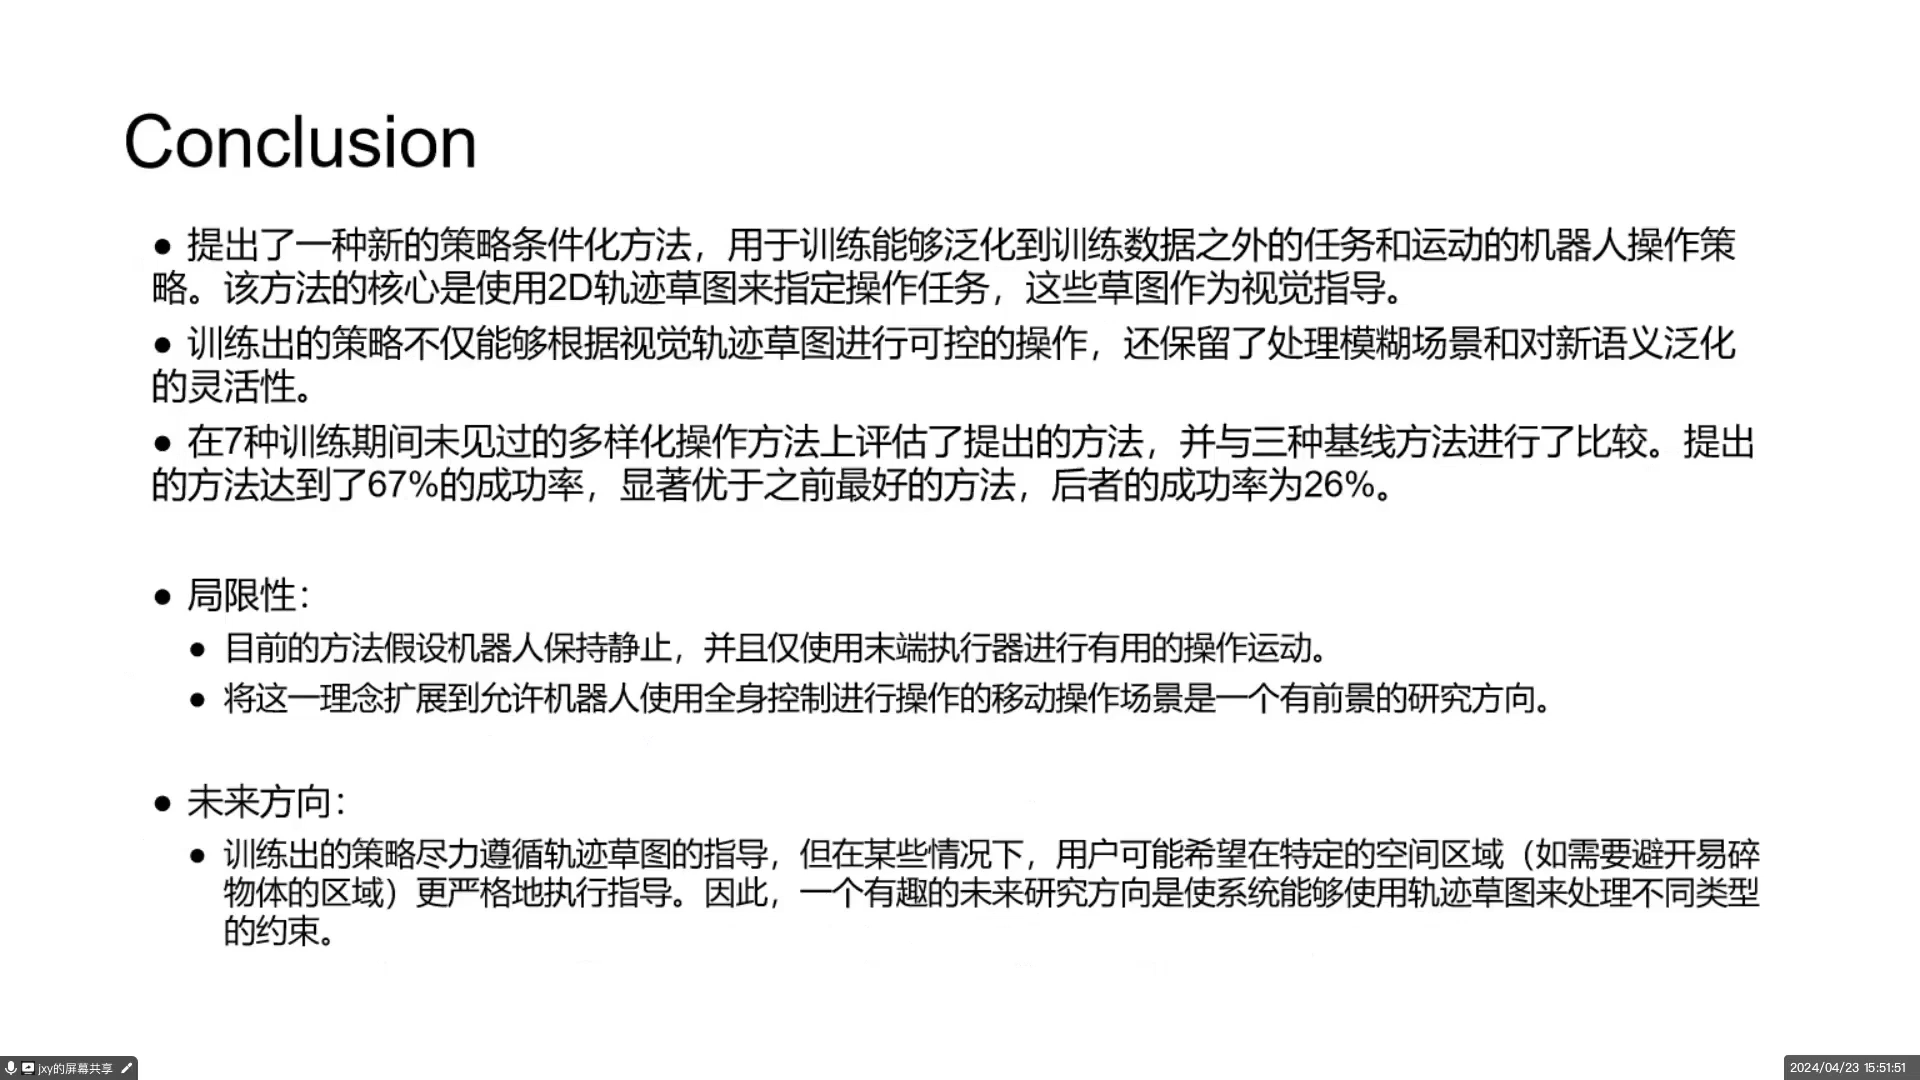 Conclusion
● 提出了一种新的策略条件化方法，用于训练能够泛化到训练数据之外的任务和运动的机器人操作策
略。该方法的核心是使用2D轨迹草图来指定操作任务，这些草图作为视觉指导。
● 训练出的策略不仅能够根据视觉轨迹草图进行可控的操作，还保留了处理模糊场景和对新语义泛化
的灵活性。
● 在7种训练期间未见过的多样化操作方法上评估了提出的方法，并与三种基线方法进行了比较。提出
的方法达到了67%的成功率，显著优于之前最好的方法，后者的成功率为26%。
● 局限性：
● 目前的方法假设机器人保持静止，并且仅使用末端执行器进行有用的操作运动。
● 将这一理念扩展到允许机器人使用全身控制进行操作的移动操作场景是一个有前景的研究方向。
● 未来方向：
● 训练出的策略尽力遵循轨迹草图的指导，但在某些情况下，用户可能希望在特定的空间区域（如需要避开易碎
物体的区域）更严格地执行指导。因此，一个有趣的未来研究方向是使系统能够使用轨迹草图来处理不同类型
的约束。
jxy的屏幕共享
2024/04/23 15:51:51